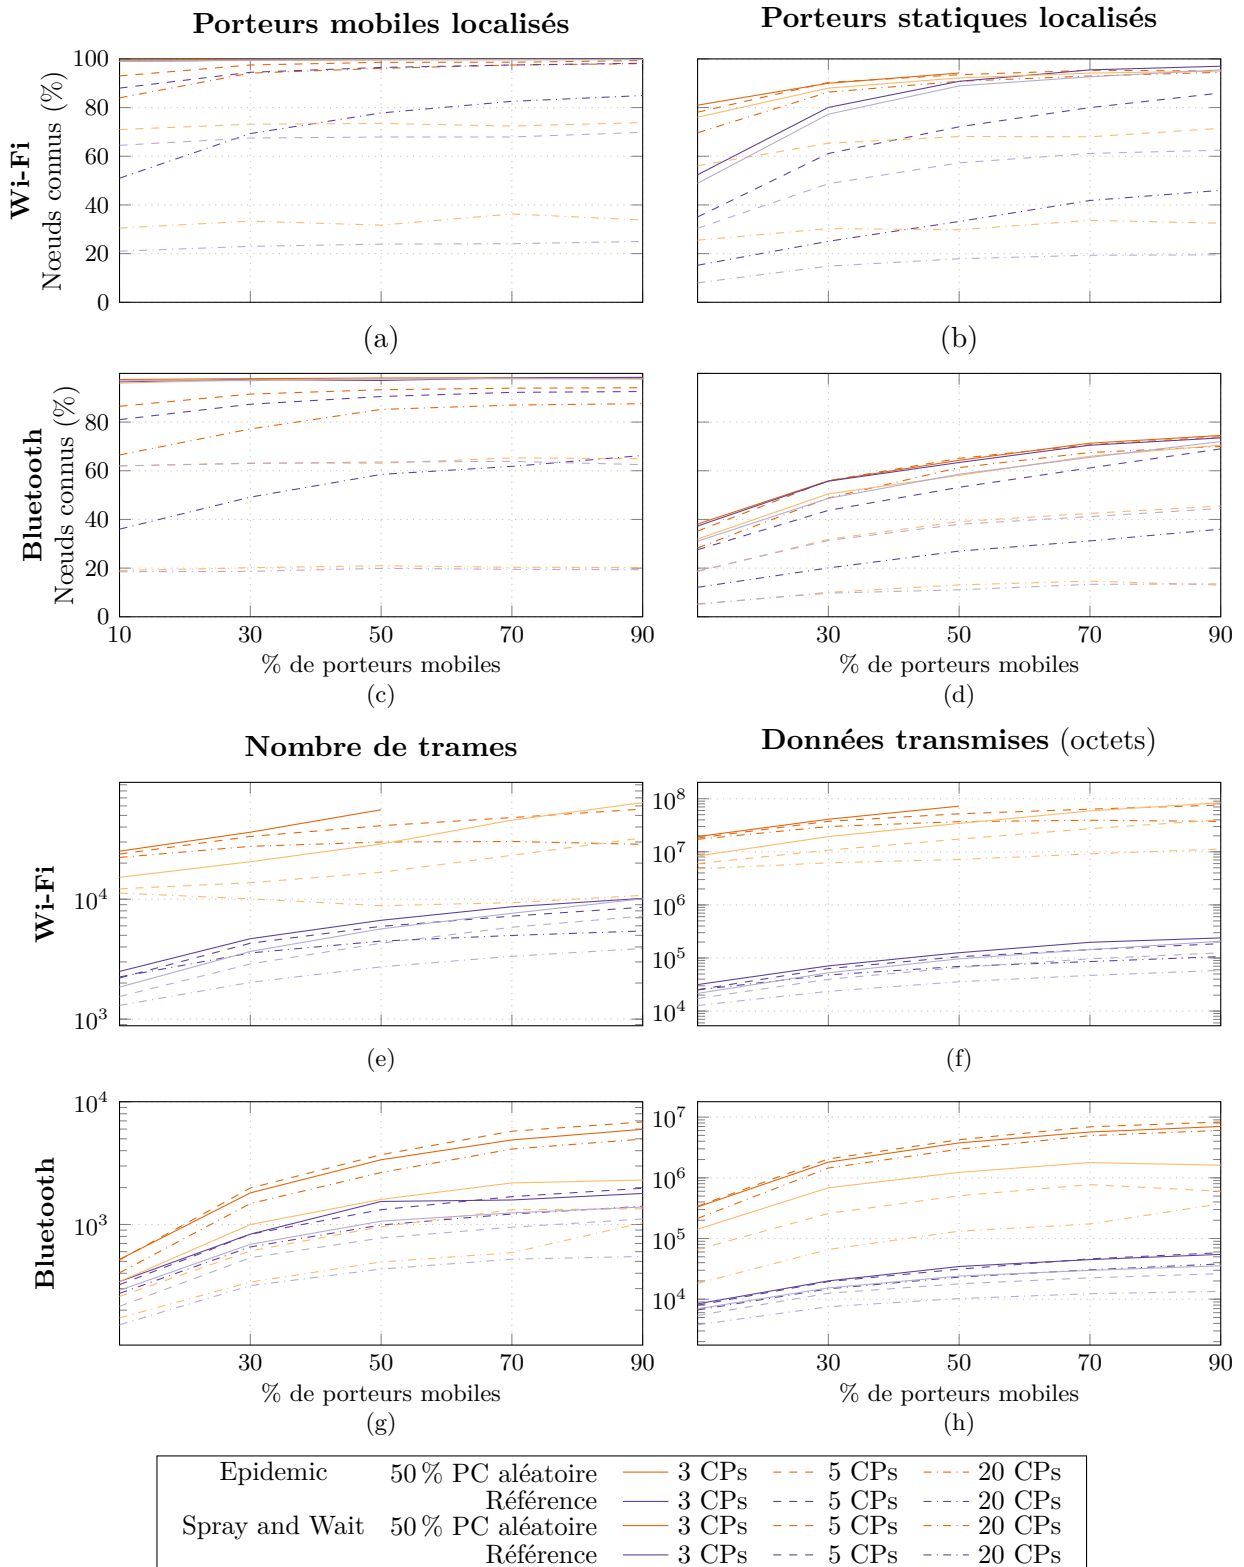 Porteurs mobiles localisés
Porteurs statiques localisés
Wi-Fi
Nœuds connus (%)
100
80
60
40
20
0
(a)
(b)
Bluetooth
Nœuds connus (%)
80
60
40
20
0
10
30
50
70
90
% de porteurs mobiles
(c)
30
50
70
90
% de porteurs mobiles
(d)
Nombre de trames
Données transmises (octets)
Wi-Fi
10^4
10^3
(e)
10^8
10^7
10^6
10^5
10^4
(f)
Bluetooth
10^4
10^3
30
50
70
90
% de porteurs mobiles
(g)
10^7
10^6
10^5
10^4
30
50
70
90
% de porteurs mobiles
(h)
Epidemic 50 % PC aléatoire 3 CPs 5 CPs 20 CPs
Référence 3 CPs 5 CPs 20 CPs
Spray and Wait 50 % PC aléatoire 3 CPs 5 CPs 20 CPs
Référence 3 CPs 5 CPs 20 CPs